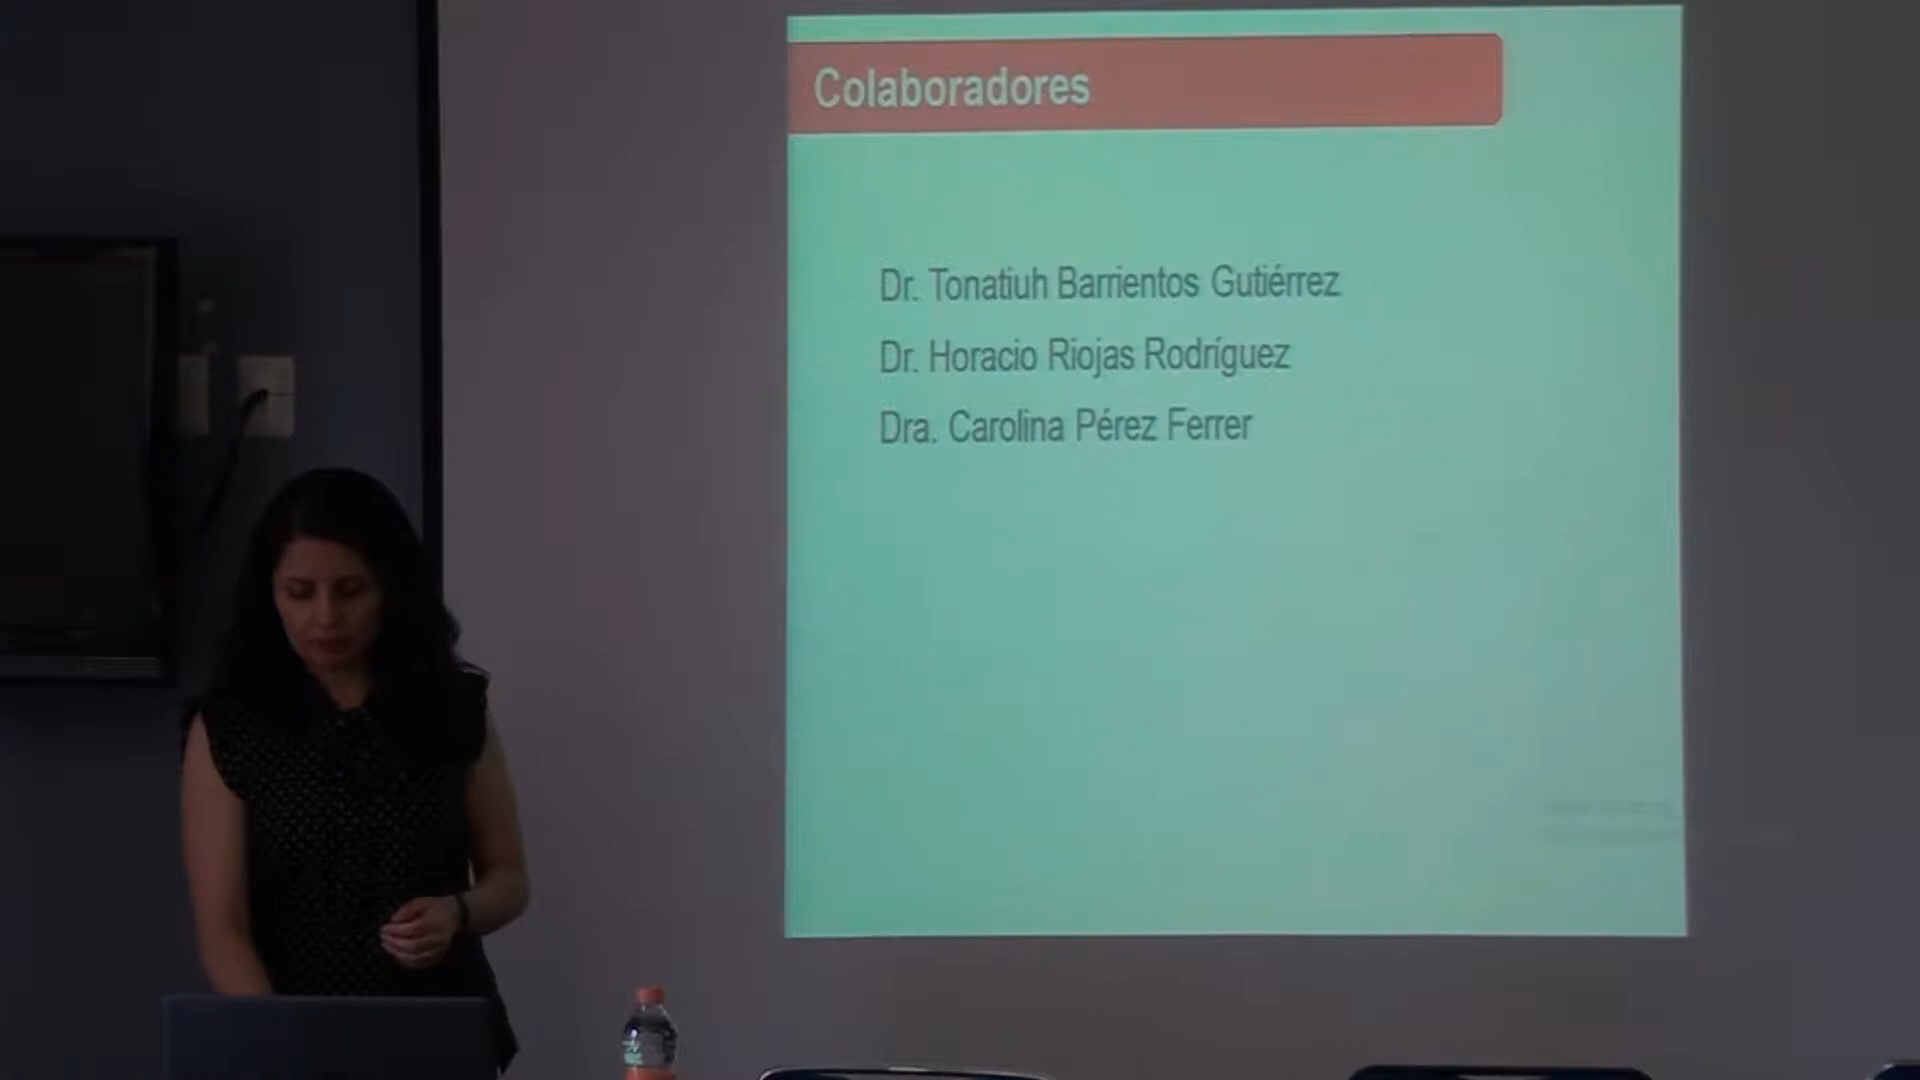 Colaboradores
Dr. Tonatiuh Barrientos Gutiérrez
Dr. Horacio Riojas Rodríguez
Dra. Carolina Pérez Ferrer